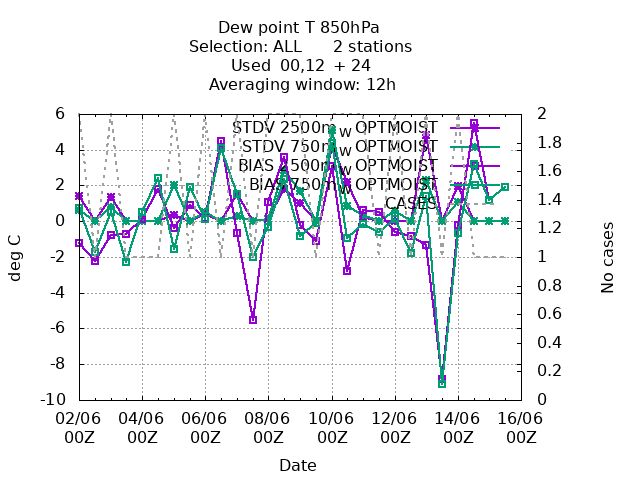 Dew point T 850hPa
Selection: ALL 2 stations
Used 00,12 + 24
Averaging window: 12h
STDV 2500m_W OPTMOIST
STDV 750m_W OPTMOIST
BIAS 2500m_W OPTMOIST
BIAS 750m_W OPTMOIST
CASES
deg C
6
4
2
0
-2
-4
-6
-8
-10
2
1.8
1.6
1.4
1.2
1
0.8
0.6
0.4
0.2
0
No cases
02/06 04/06 06/06 08/06 10/06 12/06 14/06 16/06
00Z 00Z 00Z 00Z 00Z 00Z 00Z 00Z
Date